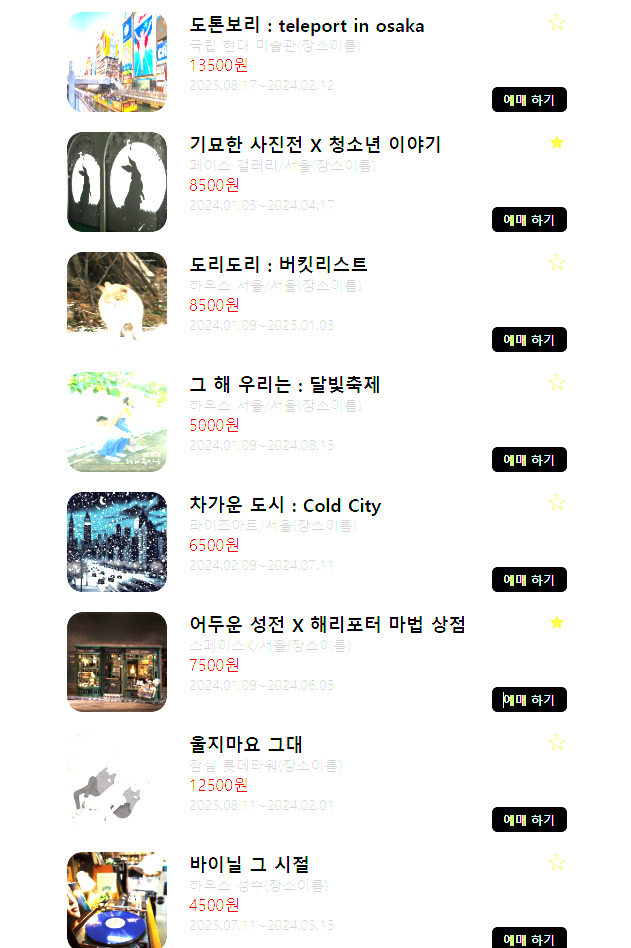 도톤보리 : teleport in osaka
국립 현대 미술관(장소이름)
13500원
2023.08.17~2024.02.12
예매 하기
기묘한 사진전 X 청소년 이야기
페이스 갤러리/서울(장소이름)
8500원
2024.01.03~2024.04.17
예매 하기
도리도리 : 버킷리스트
하우스 서울/서울(장소이름)
8500원
2024.01.09~2025.01.03
예매 하기
그 해 우리는 : 달빛축제
하우스 서울/서울(장소이름)
5000원
2024.01.09~2024.08.15
예매 하기
차가운 도시 : Cold City
라이즈아트/서울(장소이름)
6500원
2024.02.09~2024.07.11
예매 하기
어두운 성전 X 해리포터 마법 상점
스페이스K/서울(장소이름)
7500원
2024.01.09~2024.06.05
예매 하기
울지마요 그대
잠실 롯데타워(장소이름)
12500원
2023.08.11~2024.02.01
예매 하기
바이닐 그 시절
하우스 성수(장소이름)
4500원
2023.07.11~2024.03.15
예매 하기